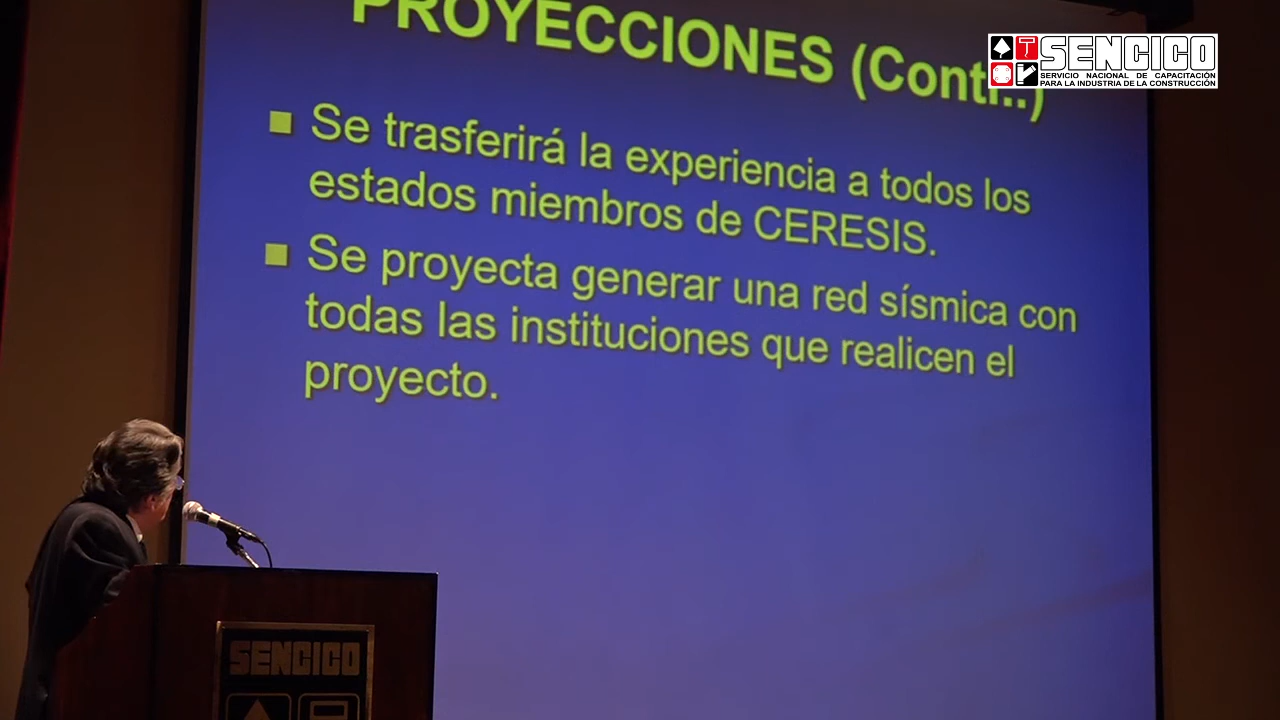 PROYECCIONES (Conti..)
SENCICO
SERVICIO NACIONAL DE CAPACITACIÓN
PARA LA INDUSTRIA DE LA CONSTRUCCIÓN
Se trasferirá la experiencia a todos los
estados miembros de CERESIS.
Se proyecta generar una red sísmica con
todas las instituciones que realicen el
proyecto.
SENCICO